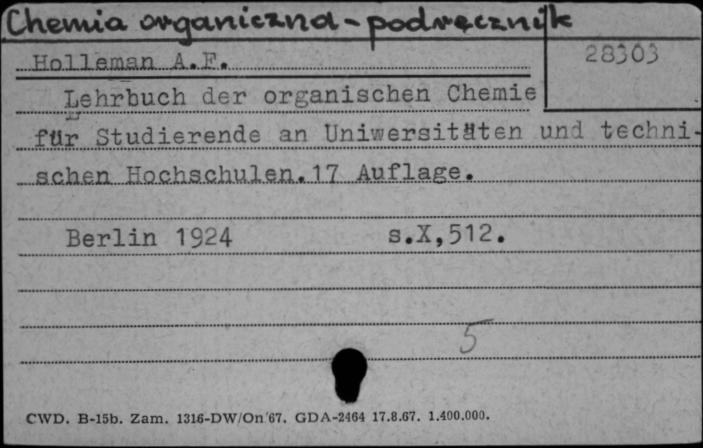 Chemia organiczna - podręcznik
Holleman A.F.
28303
Lehrbuch der organischen Chemie
für Studierende an Uniwersitäten und techni-
schen Hochschulen.17 Auflage.
Berlin 1924 s.X,512.
5
CWD. B-15b. Zam. 1316-DW/On/67. GDA-2464 17.8.67. 1.400.000.